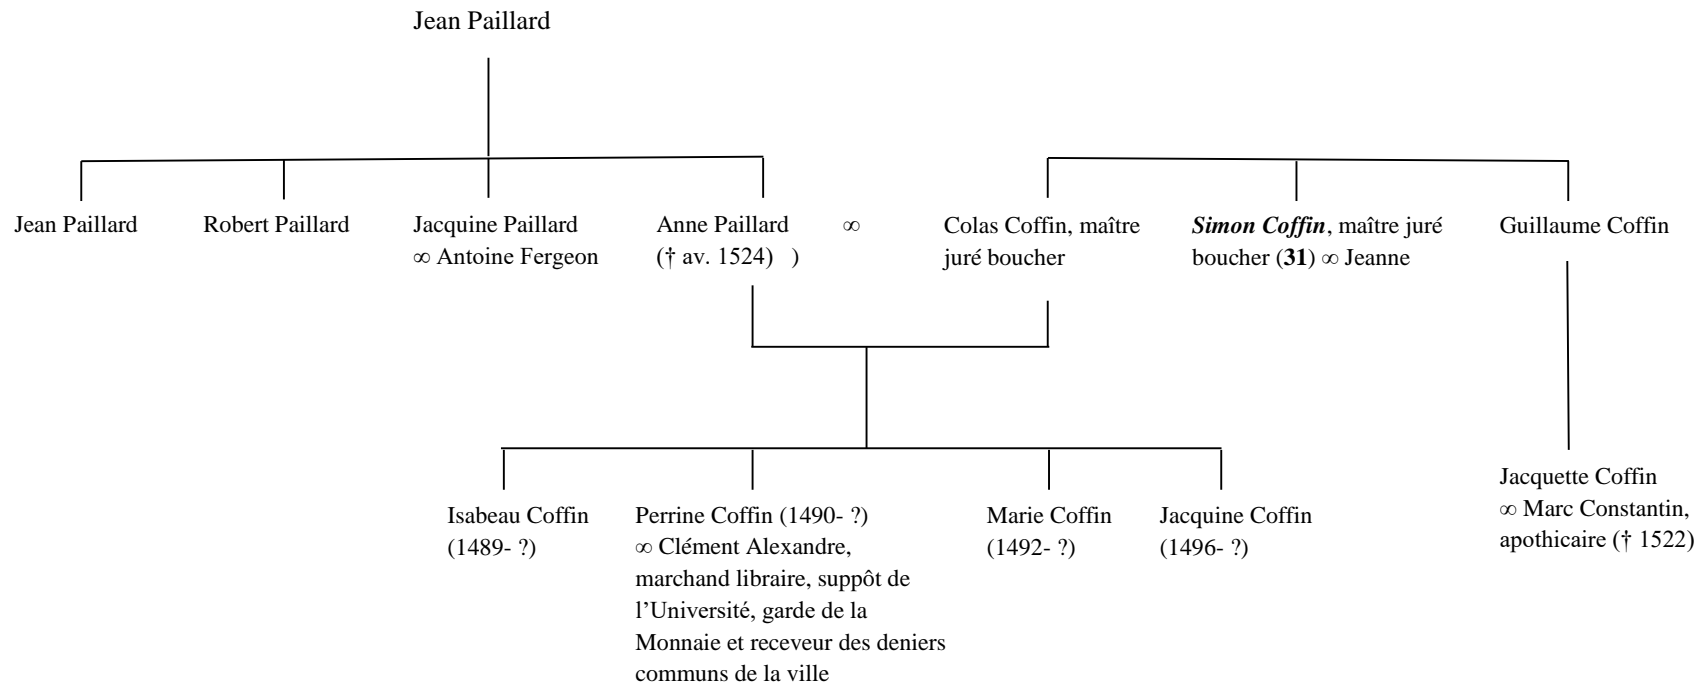 Jean Paillard
Jean Paillard
Robert Paillard
Jacquine Paillard
∞ Antoine Fergeon
Anne Paillard
(† av. 1524) )
∞
Colas Coffin, maître
juré boucher
Simon Coffin, maître juré
boucher (31) ∞ Jeanne
Guillaume Coffin
Isabeau Coffin
(1489- ?)
Perrine Coffin (1490- ?)
∞ Clément Alexandre,
marchand libraire, suppôt de
l’Université, garde de la
Monnaie et receveur des deniers
communs de la ville
Marie Coffin
(1492- ?)
Jacquine Coffin
(1496- ?)
Jacquette Coffin
∞ Marc Constantin,
apothicaire († 1522)